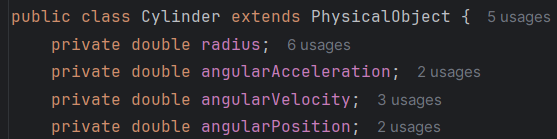 public class Cylinder extends PhysicalObject { 5 usages
private double radius; 6 usages
private double angularAcceleration; 2 usages
private double angularVelocity; 3 usages
private double angularPosition; 2 usages